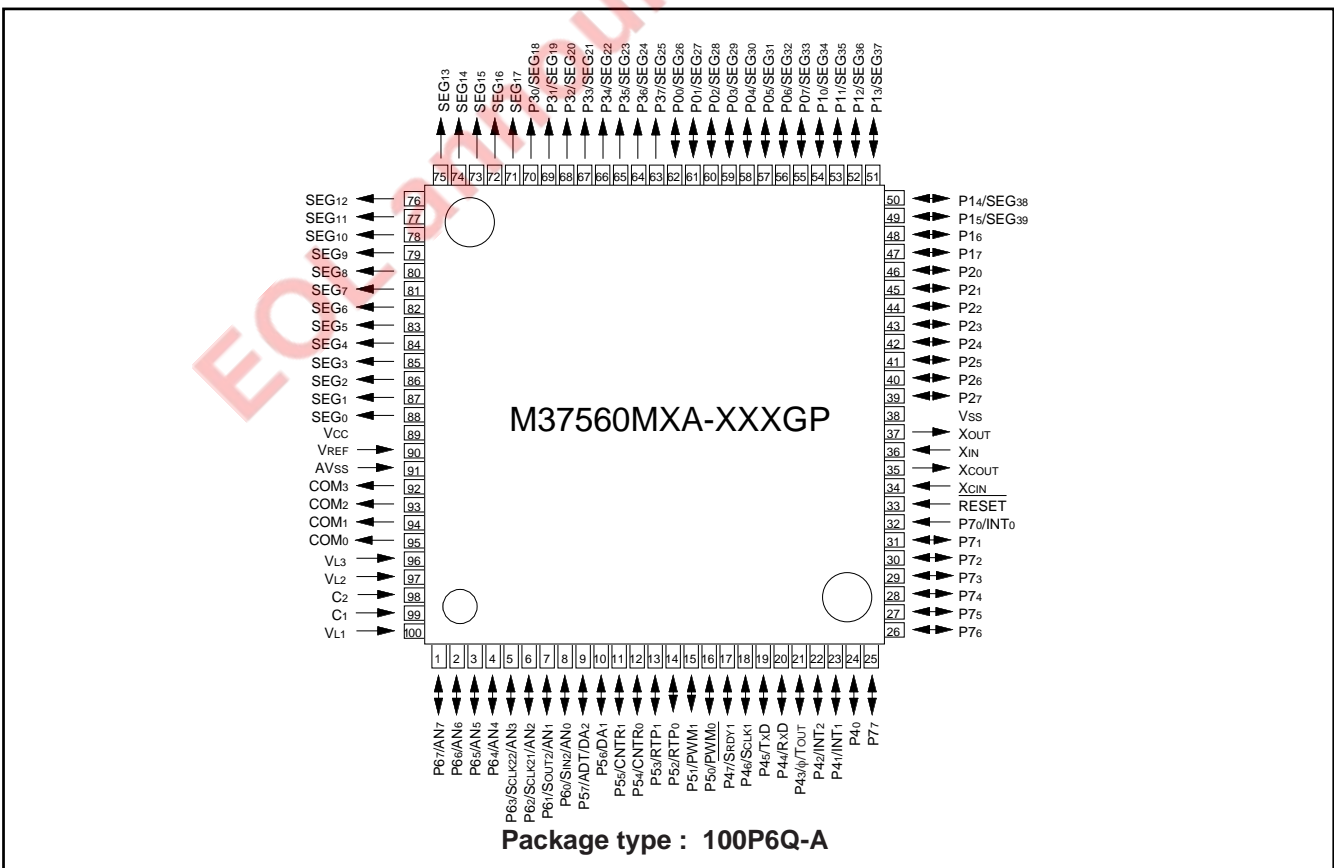 EOL announ
SEG13
SEG14
SEG15
SEG16
SEG17
P30/SEG18
P31/SEG19
P32/SEG20
P33/SEG21
P34/SEG22
P35/SEG23
P36/SEG24
P37/SEG25
P00/SEG26
P01/SEG27
P02/SEG28
P03/SEG29
P04/SEG30
P05/SEG31
P06/SEG32
P07/SEG33
P10/SEG34
P11/SEG35
P12/SEG36
P13/SEG37
75 74 73 72 71 70 69 68 67 66 65 64 63 62 61 60 59 58 57 56 55 54 53 52 51
SEG12 76
SEG11 77
SEG10 78
SEG9 79
SEG8 80
SEG7 81
SEG6 82
SEG5 83
SEG4 84
SEG3 85
SEG2 86
SEG1 87
SEG0 88
VCC 89
VREF 90
AVSS 91
COM3 92
COM2 93
COM1 94
COM0 95
VL3 96
VL2 97
C2 98
C1 99
VL1 100
M37560MXA-XXXGP
50 P14/SEG38
49 P15/SEG39
48 P16
47 P17
46 P20
45 P21
44 P22
43 P23
42 P24
41 P25
40 P26
39 P27
38 VSS
37 XOUT
36 XIN
35 XCOUT
34 XCIN
33 RESET
32 P70/INT0
31 P71
30 P72
29 P73
28 P74
27 P75
26 P76
1 2 3 4 5 6 7 8 9 10 11 12 13 14 15 16 17 18 19 20 21 22 23 24 25
P67/AN7
P66/AN6
P65/AN5
P64/AN4
P63/SCLK22/AN3
P62/SCLK21/AN2
P61/SOUT2/AN1
P60/SIN2/AN0
P57/ADT/DA2
P56/DA1
P55/CNTR1
P54/CNTR0
P53/RTP1
P52/RTP0
P51/PWM1
P50/PWM0
P47/SRDY1
P46/SCLK1
P45/TXD
P44/RXD
P43/ϕ/TOUT
P42/INT2
P41/INT1
P40
P77
Package type : 100P6Q-A